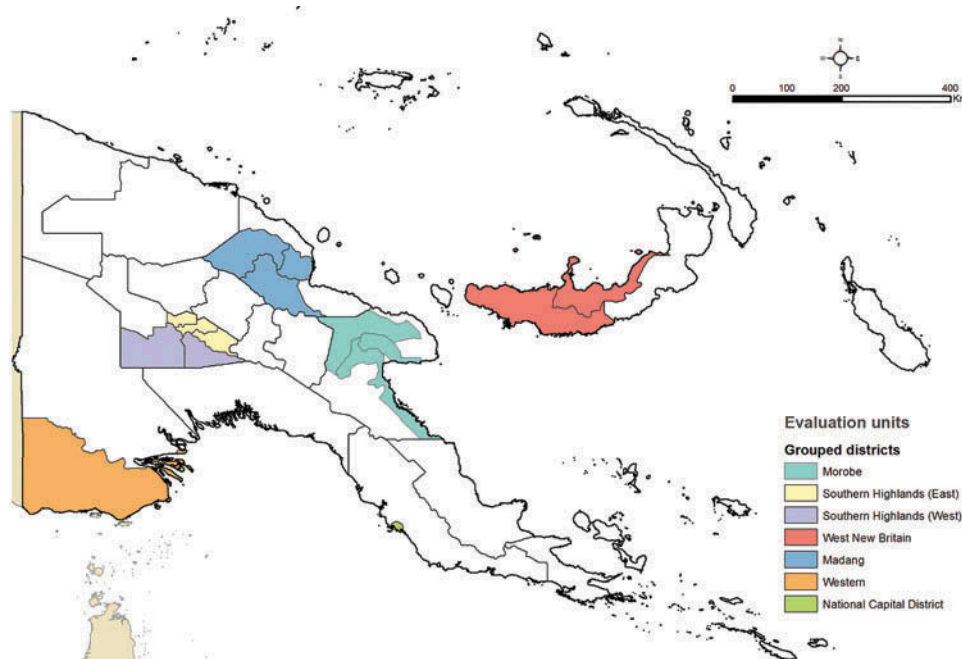 N
W E
S
0 100 200 400
Km
Evaluation units
Grouped districts
Morobe
Southern Highlands (East)
Southern Highlands (West)
West New Britain
Madang
Western
National Capital District